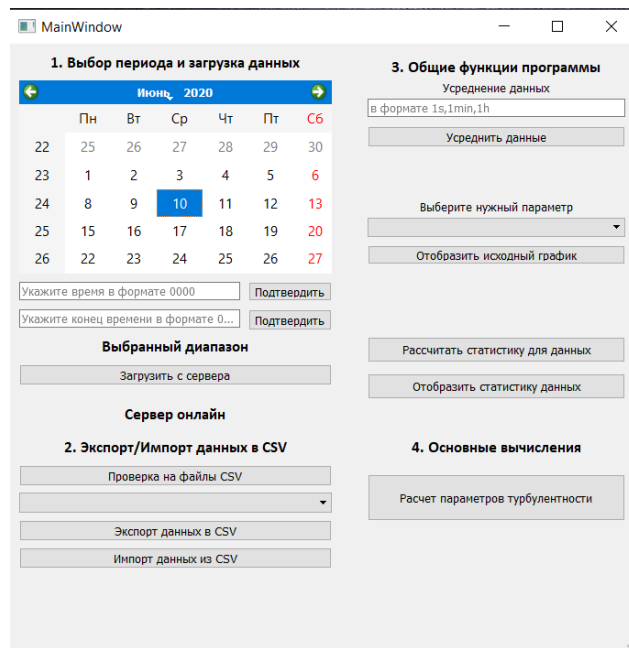 MainWindow
1. Выбор периода и загрузка данных
Июнь, 2020
Пн Вт Ср Чт Пт Сб
22 25 26 27 28 29 30
23 1 2 3 4 5 6
24 8 9 10 11 12 13
25 15 16 17 18 19 20
26 22 23 24 25 26 27
Укажите время в формате 0000 Подтвердить
Укажите конец времени в формате 0... Подтвердить
Выбранный диапазон
Загрузить с сервера
Сервер онлайн
2. Экспорт/Импорт данных в CSV
Проверка на файлы CSV
Экспорт данных в CSV
Импорт данных из CSV
3. Общие функции программы
Усреднение данных
в формате 1s,1min,1h
Усреднить данные
Выберите нужный параметр
Отобразить исходный график
Рассчитать статистику для данных
Отобразить статистику данных
4. Основные вычисления
Расчет параметров турбулентности